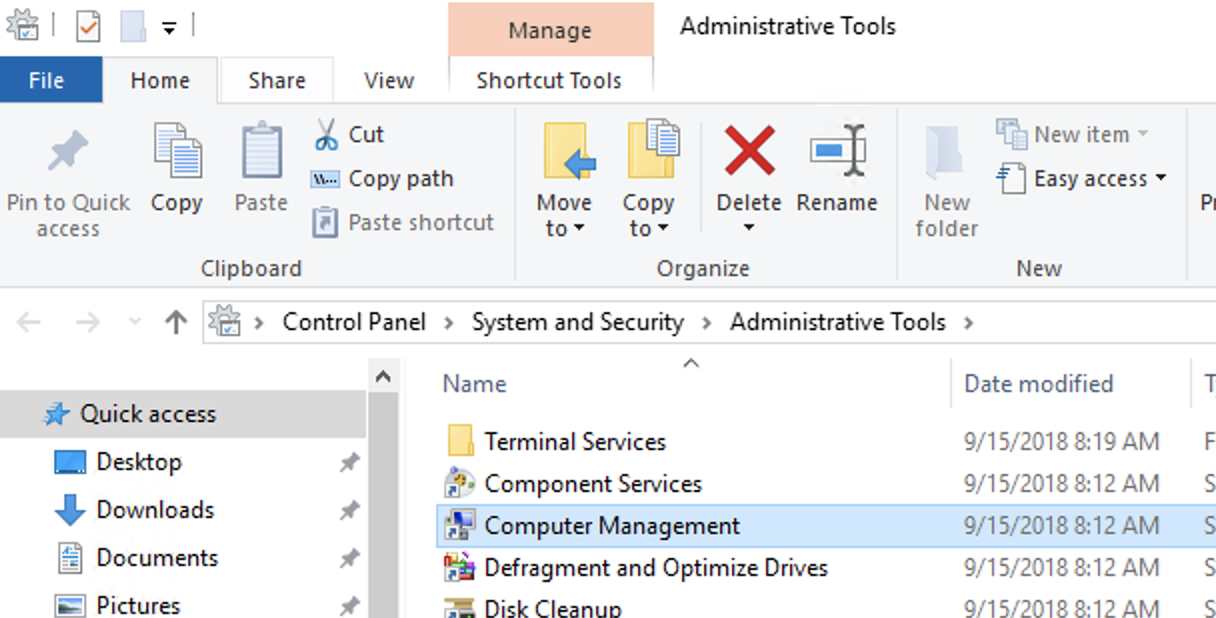 Manage
Administrative Tools
File
Home
Share
View
Shortcut Tools
Pin to Quick
access
Copy
Paste
Cut
Copy path
Paste shortcut
Clipboard
Move
to
Copy
to
Delete
Rename
Organize
New
folder
New item
Easy access
New
Control Panel
System and Security
Administrative Tools
Quick access
Desktop
Downloads
Documents
Pictures
Name
Date modified
Terminal Services
9/15/2018 8:19 AM
Component Services
9/15/2018 8:12 AM
Computer Management
9/15/2018 8:12 AM
Defragment and Optimize Drives
9/15/2018 8:12 AM
Disk Cleanup
9/15/2018 8:12 AM